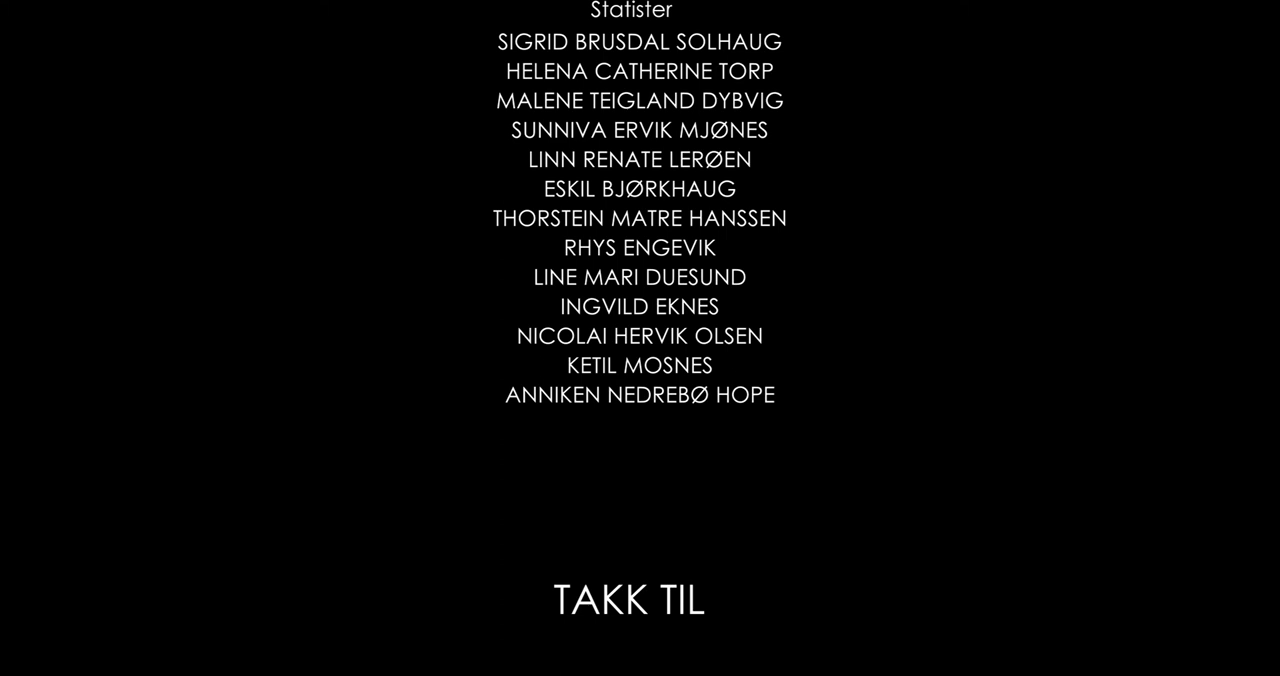 Statister
SIGRID BRUSDAL SOLHAUG
HELENA CATHERINE TORP
MALENE TEIGLAND DYBVIG
SUNNIVA ERVIK MJØNES
LINN RENATE LERØEN
ESKIL BJØRKHAUG
THORSTEIN MATRE HANSSEN
RHYS ENGEVIK
LINE MARI DUESUND
INGVILD EKNES
NICOLAI HERVIK OLSEN
KETIL MOSNES
ANNIKEN NEDREBØ HOPE
TAKK TIL